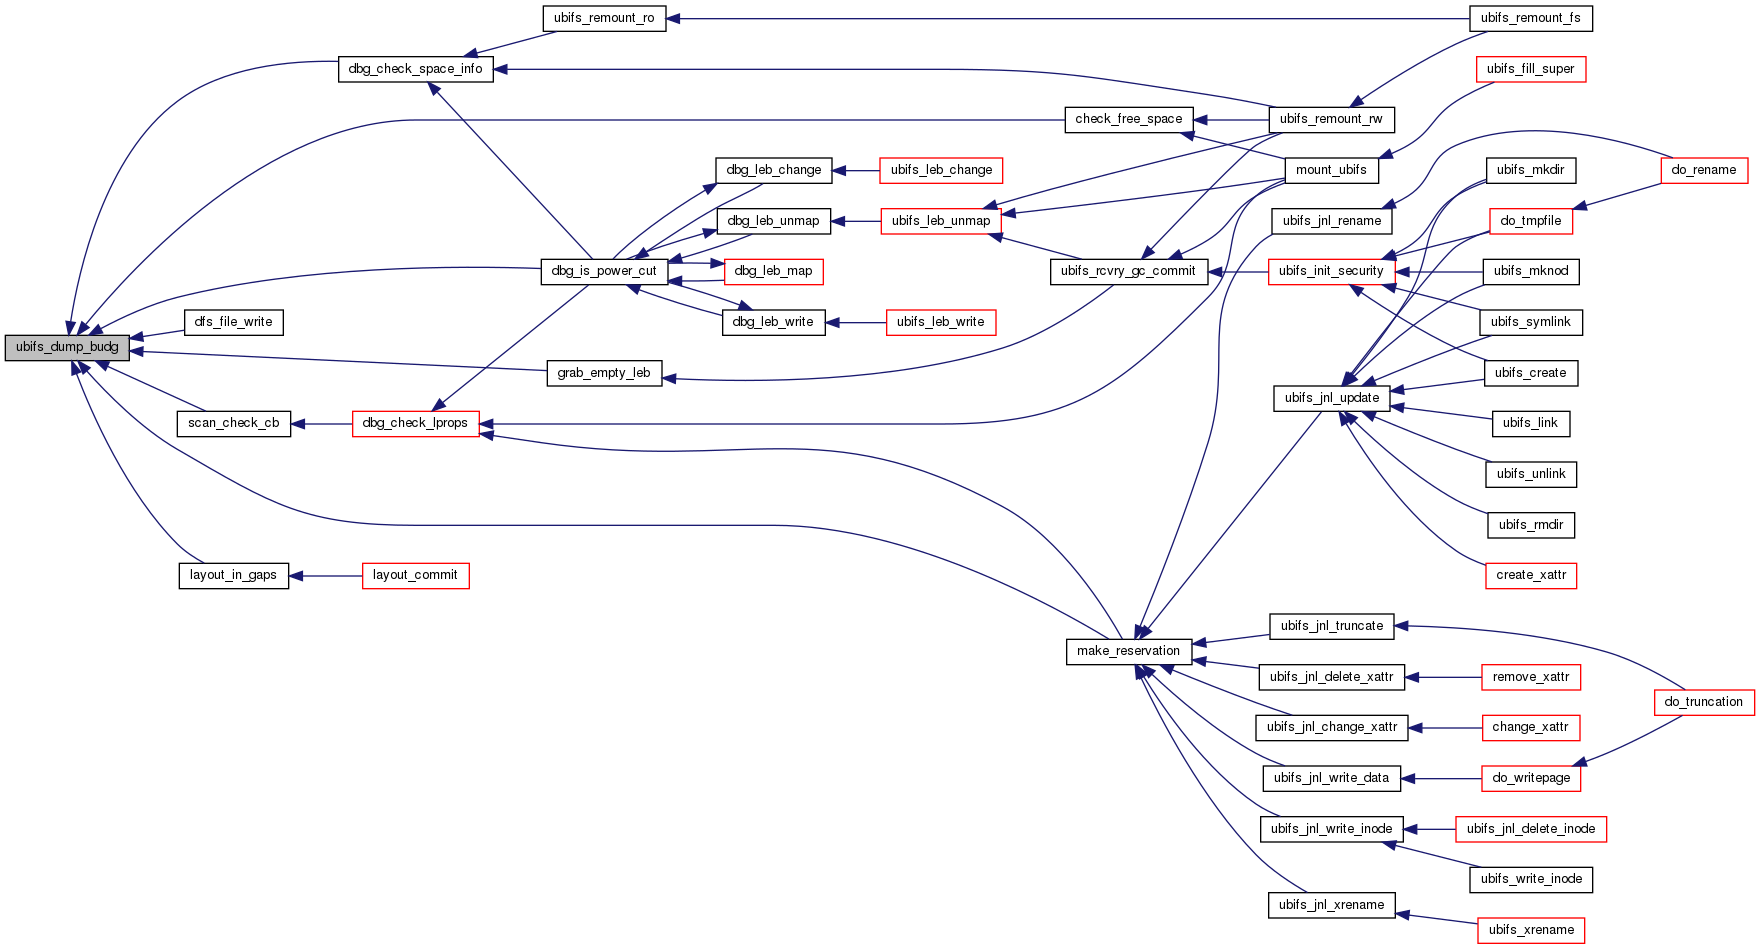 ubifs_remount_ro
ubifs_remount_fs
dbg_check_space_info
ubifs_fill_super
check_free_space
ubifs_remount_rw
dbg_leb_change
ubifs_leb_change
mount_ubifs
ubifs_mkdir
do_rename
dbg_leb_unmap
ubifs_leb_unmap
ubifs_jnl_rename
do_tmpfile
dbg_is_power_cut
dbg_leb_map
ubifs_rcvry_gc_commit
ubifs_init_security
ubifs_mknod
dfs_file_write
dbg_leb_write
ubifs_leb_write
ubifs_symlink
ubifs_dump_budg
grab_empty_leb
ubifs_create
ubifs_jnl_update
scan_check_cb
dbg_check_lprops
ubifs_link
ubifs_unlink
ubifs_rmdir
layout_in_gaps
layout_commit
create_xattr
ubifs_jnl_truncate
make_reservation
ubifs_jnl_delete_xattr
remove_xattr
do_truncation
ubifs_jnl_change_xattr
change_xattr
ubifs_jnl_write_data
do_writepage
ubifs_jnl_write_inode
ubifs_jnl_delete_inode
ubifs_write_inode
ubifs_jnl_xrename
ubifs_xrename